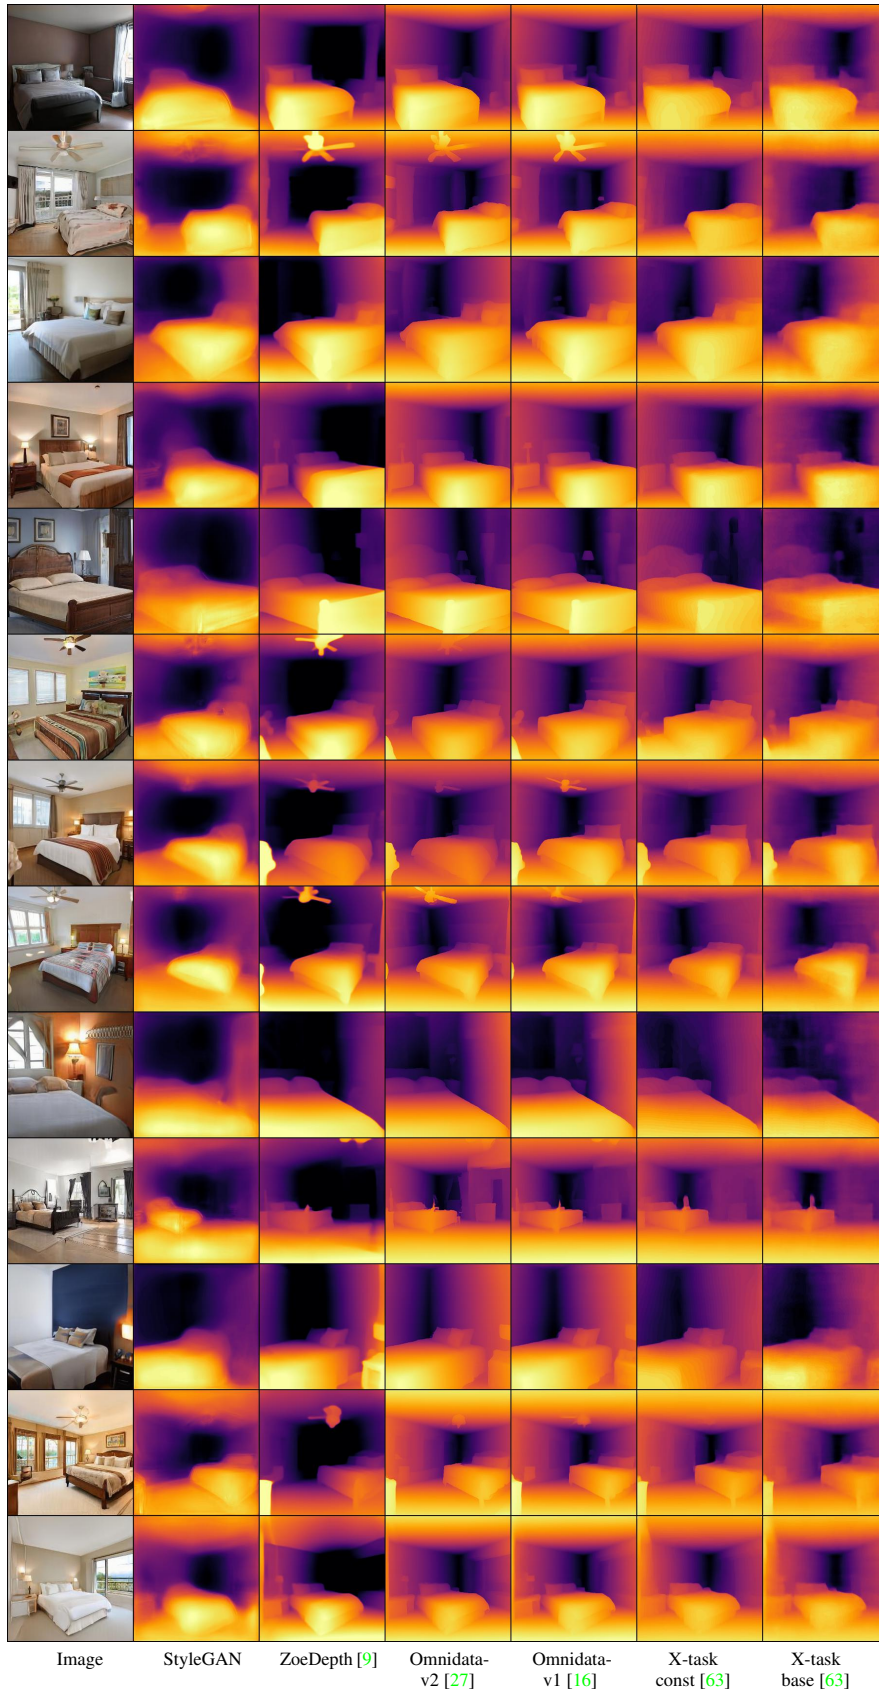 Image StyleGAN ZoeDepth [9] Omnidata- Omnidata- X-task X-task
v2 [27] v1 [16] const [63] base [63]